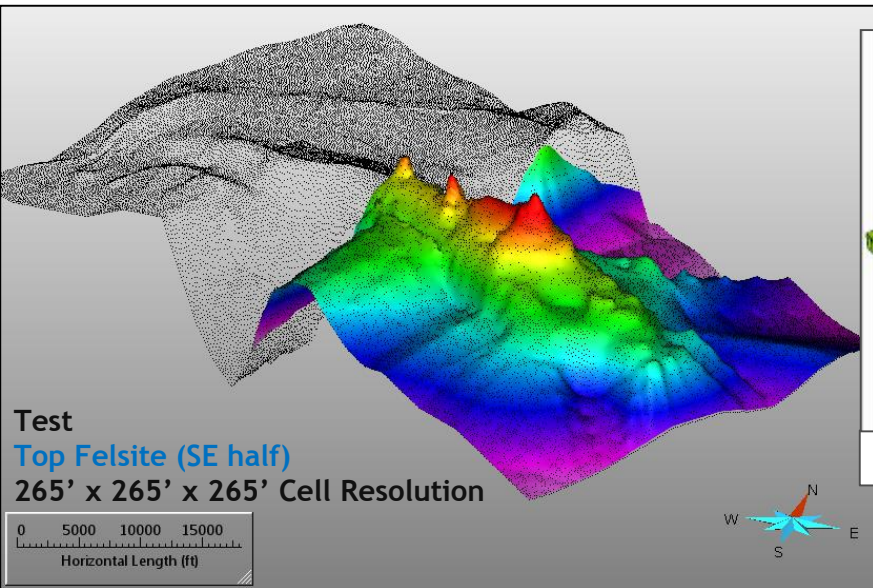 Test
Top Felsite (SE half)
265’ x 265’ x 265’ Cell Resolution
0 5000 10000 15000
Horizontal Length (ft)
N
W
E
S